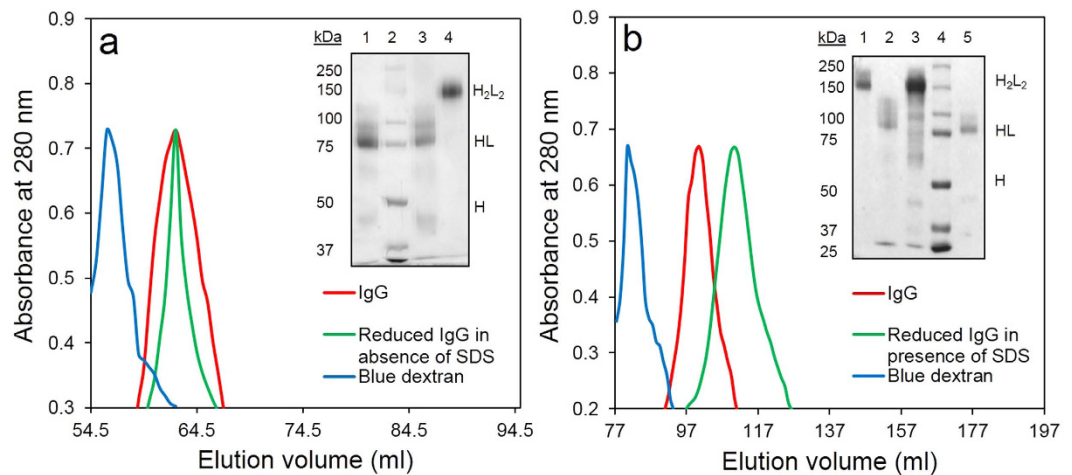 a
Absorbance at 280 nm
0.9
0.8
0.7
0.6
0.5
0.4
0.3
54.5 64.5 74.5 84.5 94.5
Elution volume (ml)
kDa 1 2 3 4
250
150
100
75
50
37
H₂L₂
HL
H
IgG
Reduced IgG in
absence of SDS
Blue dextran
b
Absorbance at 280 nm
0.9
0.8
0.7
0.6
0.5
0.4
0.3
0.2
77 97 117 137 157 177 197
Elution volume (ml)
kDa 1 2 3 4 5
250
150
100
75
50
37
25
H₂L₂
HL
H
IgG
Reduced IgG in
presence of SDS
Blue dextran